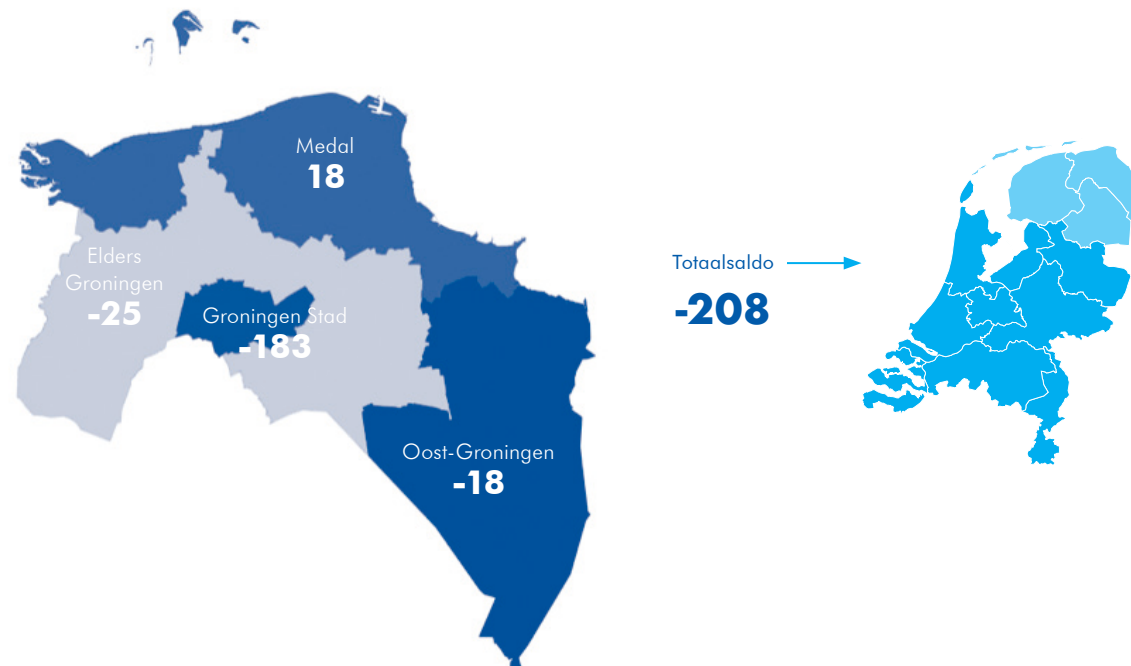 Medal
18
Elders
Groningen
-25
Groningen Stad
-183
Totaalsaldo
-208
Oost-Groningen
-18